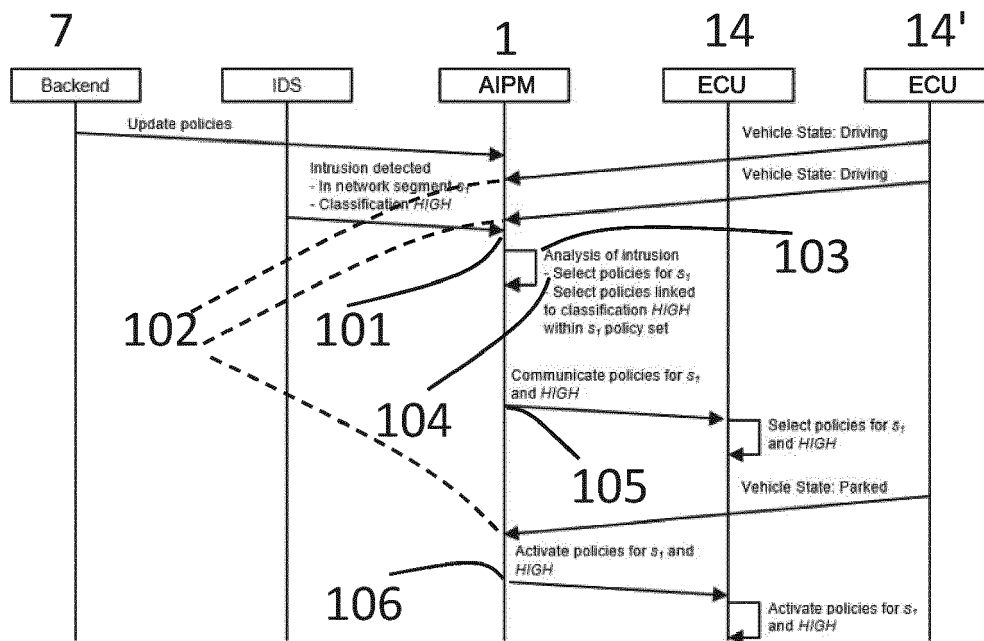 7
1
14
14'
Backend
IDS
AIPM
ECU
ECU
Update policies
Vehicle State: Driving
Intrusion detected
- In network segment s₁
- Classification HIGH
Vehicle State: Driving
103
Analysis of intrusion
- Select policies for s₁
- Select policies linked
to classification HIGH
within s₁ policy set
102
101
Communicate policies for s₁
and HIGH
104
Select policies for s₁
and HIGH
105
Vehicle State: Parked
Activate policies for s₁ and
HIGH
106
Activate policies for s₁
and HIGH